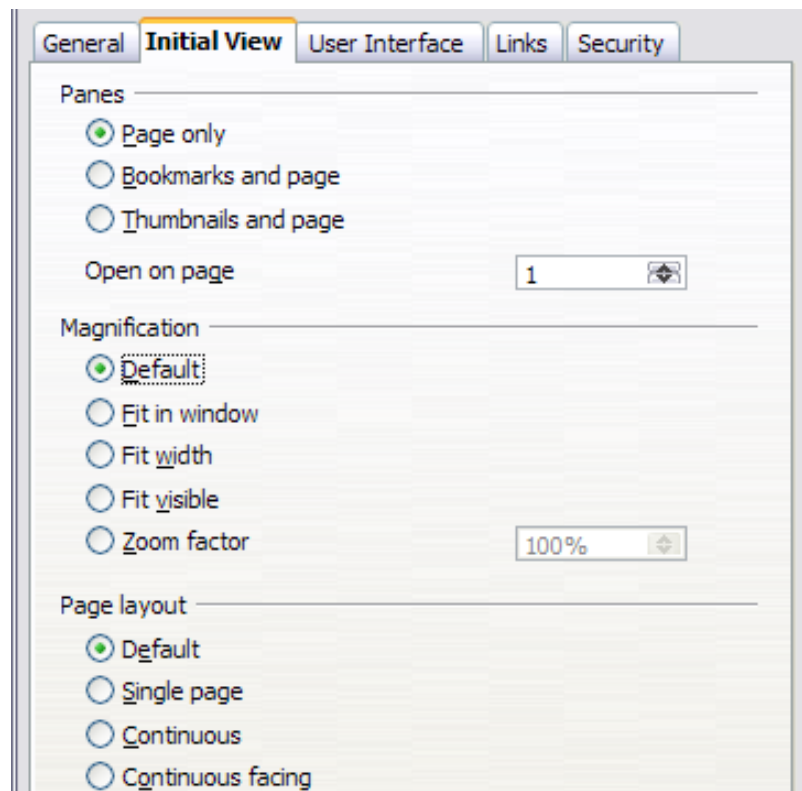 General Initial View User Interface Links Security
Panes
Page only
Bookmarks and page
Thumbnails and page
Open on page 1
Magnification
Default
Fit in window
Fit width
Fit visible
Zoom factor 100%
Page layout
Default
Single page
Continuous
Continuous facing